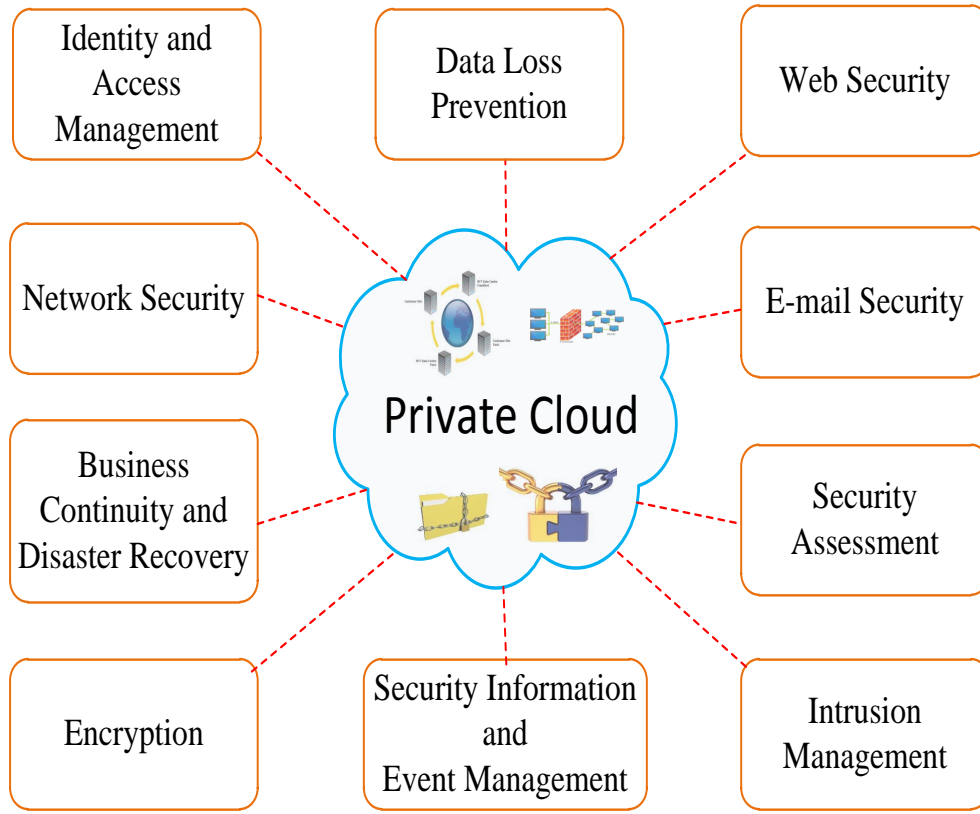 Identity and
Access
Management
Data Loss
Prevention
Web Security
Network Security
E-mail Security
Private Cloud
Business
Continuity and
Disaster Recovery
Security
Assessment
Encryption
Security Information
and
Event Management
Intrusion
Management